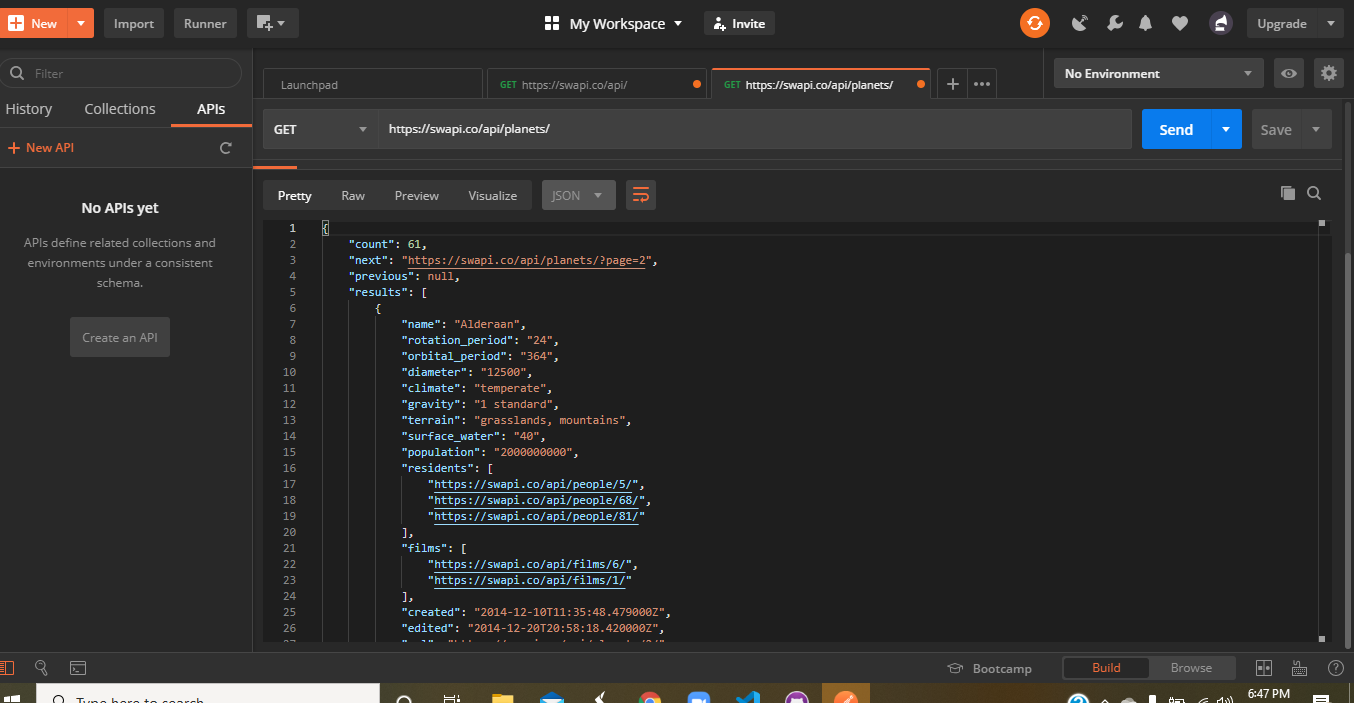 New
Import
Runner
My Workspace
Invite
Upgrade
Filter
History
Collections
APIs
New API
No APIs yet
APIs define related collections and
environments under a consistent
schema.
Create an API
Launchpad
GET https://swapi.co/api/
GET https://swapi.co/api/planets/
No Environment
GET
https://swapi.co/api/planets/
Send
Save
Pretty
Raw
Preview
Visualize
JSON
1 {
2 "count": 61,
3 "next": "https://swapi.co/api/planets/?page=2",
4 "previous": null,
5 "results": [
6 {
7 "name": "Alderaan",
8 "rotation_period": "24",
9 "orbital_period": "364",
10 "diameter": "12500",
11 "climate": "temperate",
12 "gravity": "1 standard",
13 "terrain": "grasslands, mountains",
14 "surface_water": "40",
15 "population": "2000000000",
16 "residents": [
17 "https://swapi.co/api/people/5/",
18 "https://swapi.co/api/people/68/",
19 "https://swapi.co/api/people/81/"
20 ],
21 "films": [
22 "https://swapi.co/api/films/6/",
23 "https://swapi.co/api/films/1/"
24 ],
25 "created": "2014-12-10T11:35:48.479000Z",
26 "edited": "2014-12-20T20:58:18.420000Z",
Bootcamp
Build
Browse
Type here to search
6:47 PM